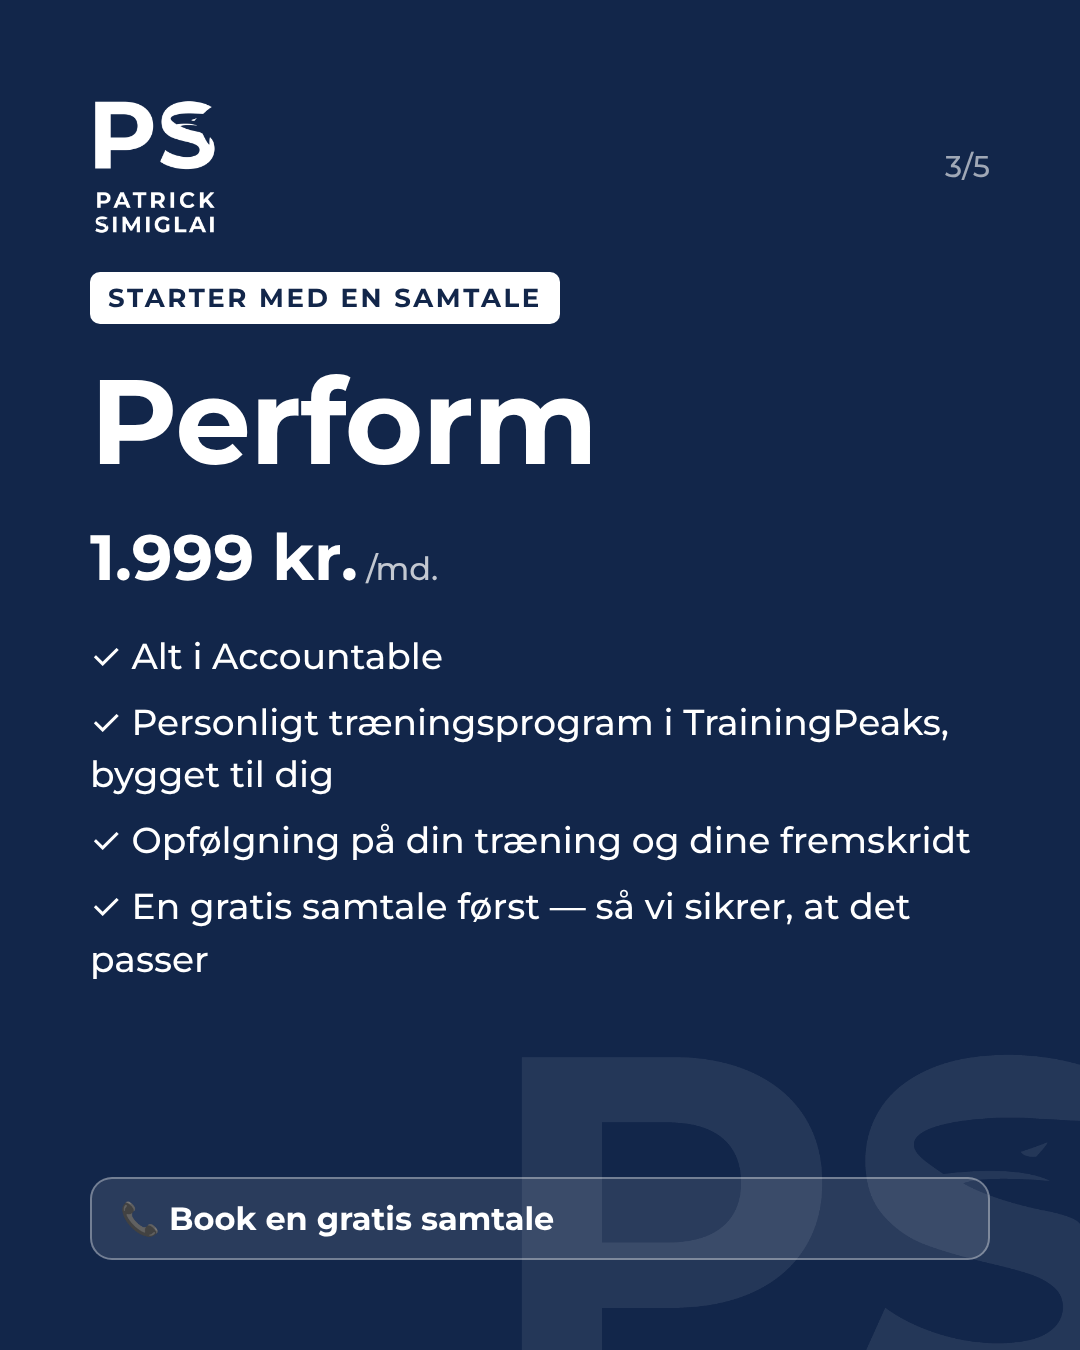 PS
PATRICK
SIMIGLAI
3/5
STARTER MED EN SAMTALE
Perform
1.999 kr. /md.
✓ Alt i Accountable
✓ Personligt træningsprogram i TrainingPeaks,
bygget til dig
✓ Opfølgning på din træning og dine fremskridt
✓ En gratis samtale først — så vi sikrer, at det
passer
📞 Book en gratis samtale
PS